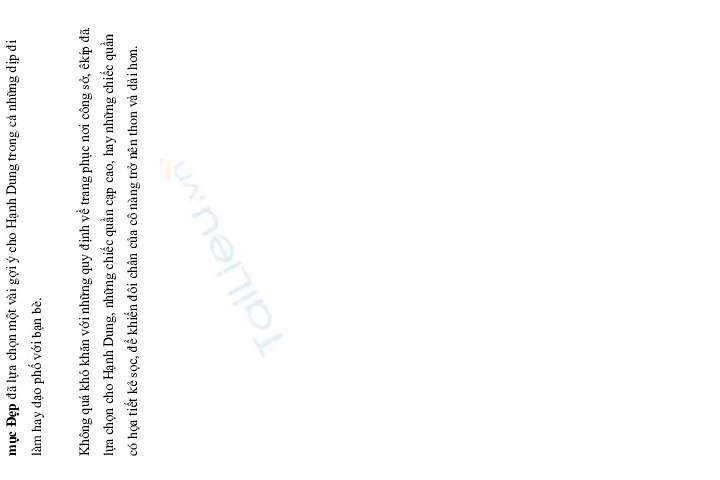 mục Đẹp đã lựa chọn một vài gợi ý cho Hạnh Dung trong cả những dịp đi
làm hay dạo phố với bạn bè.
Không quá khó khăn với những quy định về trang phục nơi công sở, êkíp đã
lựa chọn cho Hạnh Dung, những chiếc quần cạp cao, hay những chiếc quần
có họa tiết kẻ sọc, để khiến đôi chân của cô nàng trở nên thon và dài hơn.
TaiLieu.vn